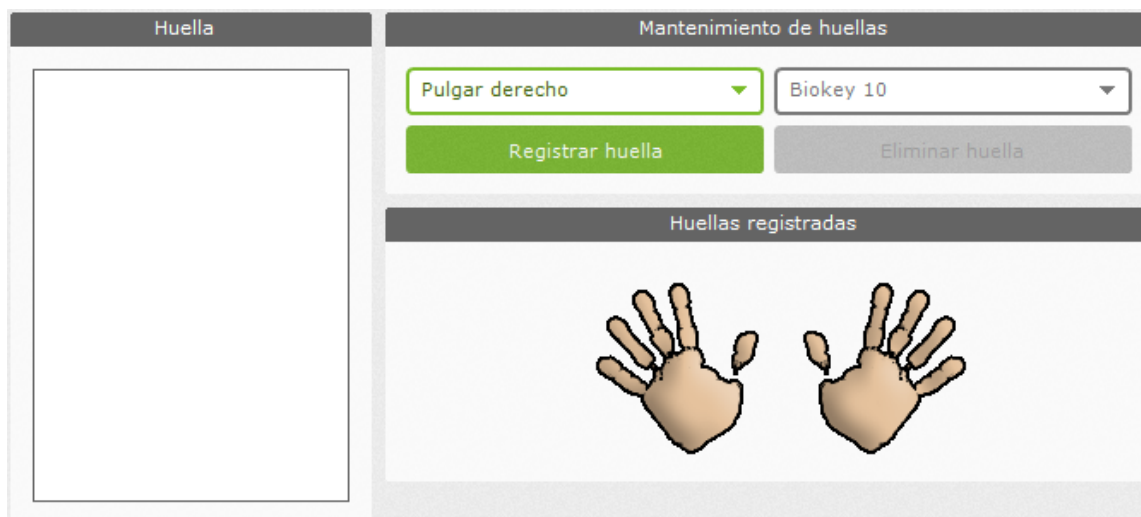 Huella
Mantenimiento de huellas
Pulgar derecho
Biokey 10
Registrar huella
Eliminar huella
Huellas registradas